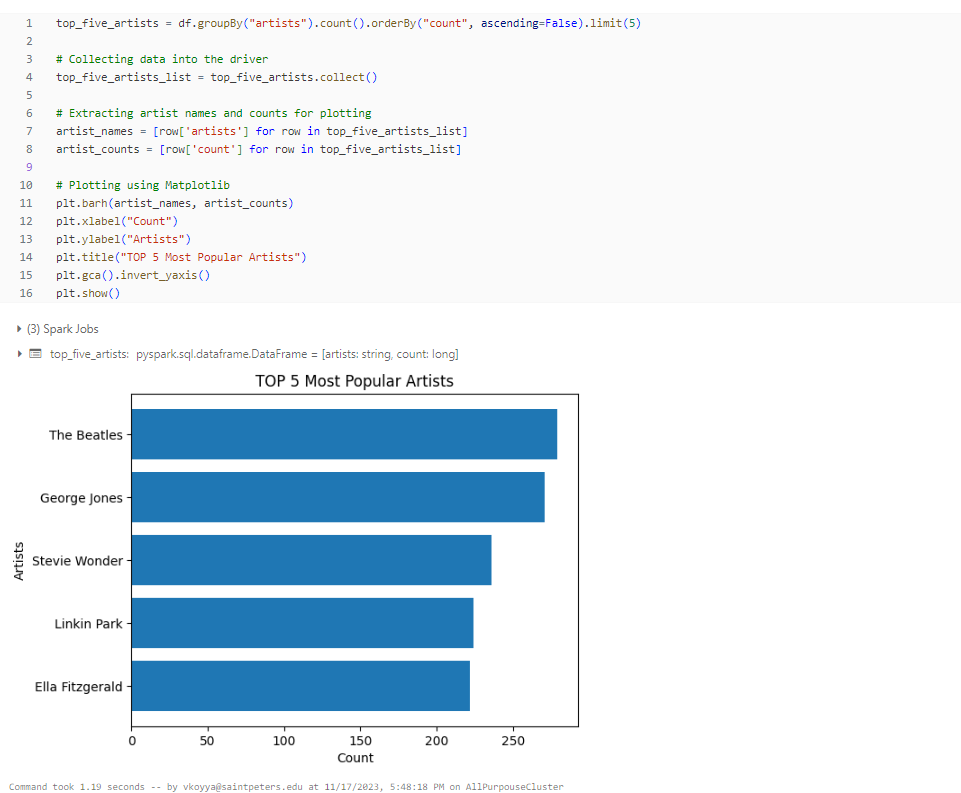 1 top_five_artists = df.groupBy("artists").count().orderBy("count", ascending=False).limit(5)
2
3 # Collecting data into the driver
4 top_five_artists_list = top_five_artists.collect()
5
6 # Extracting artist names and counts for plotting
7 artist_names = [row['artists'] for row in top_five_artists_list]
8 artist_counts = [row['count'] for row in top_five_artists_list]
9
10 # Plotting using Matplotlib
11 plt.barh(artist_names, artist_counts)
12 plt.xlabel("Count")
13 plt.ylabel("Artists")
14 plt.title("TOP 5 Most Popular Artists")
15 plt.gca().invert_yaxis()
16 plt.show()
(3) Spark Jobs
top_five_artists: pyspark.sql.dataframe.DataFrame = [artists: string, count: long]
TOP 5 Most Popular Artists
The Beatles
George Jones
Stevie Wonder
Linkin Park
Ella Fitzgerald
Artists
0 50 100 150 200 250
Count
Command took 1.19 seconds -- by vkoyya@saintpeters.edu at 11/17/2023, 5:48:18 PM on AllPurpouseCluster